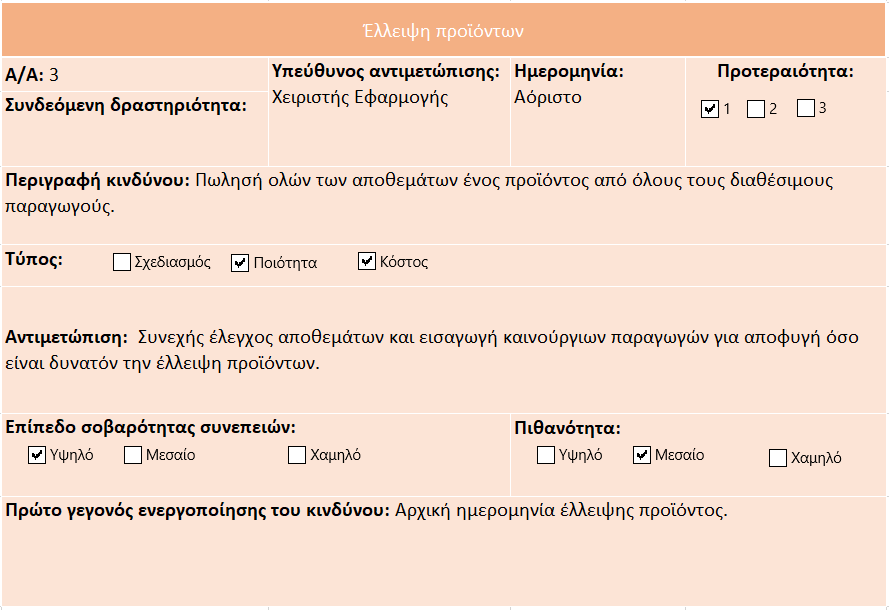 Έλλειψη προϊόντων
Α/Α: 3
Υπεύθυνος αντιμετώπισης:
Χειριστής Εφαρμογής
Ημερομηνία:
Αόριστο
Προτεραιότητα:
1 2 3
Συνδεόμενη δραστηριότητα:
Περιγραφή κινδύνου: Πωλησή ολών των αποθεμάτων ένος προϊόντος από όλους τους διαθέσιμους
παραγωγούς.
Τύπος: Σχεδιασμός Ποιότητα Κόστος
Αντιμετώπιση: Συνεχής έλεγχος αποθεμάτων και εισαγωγή καινούργιων παραγωγών για αποφυγή όσο
είναι δυνατόν την έλλειψη προϊόντων.
Επίπεδο σοβαρότητας συνεπειών:
Υψηλό Μεσαίο Χαμηλό
Πιθανότητα:
Υψηλό Μεσαίο Χαμηλό
Πρώτο γεγονός ενεργοποίησης του κινδύνου: Αρχική ημερομηνία έλλειψης προϊόντος.